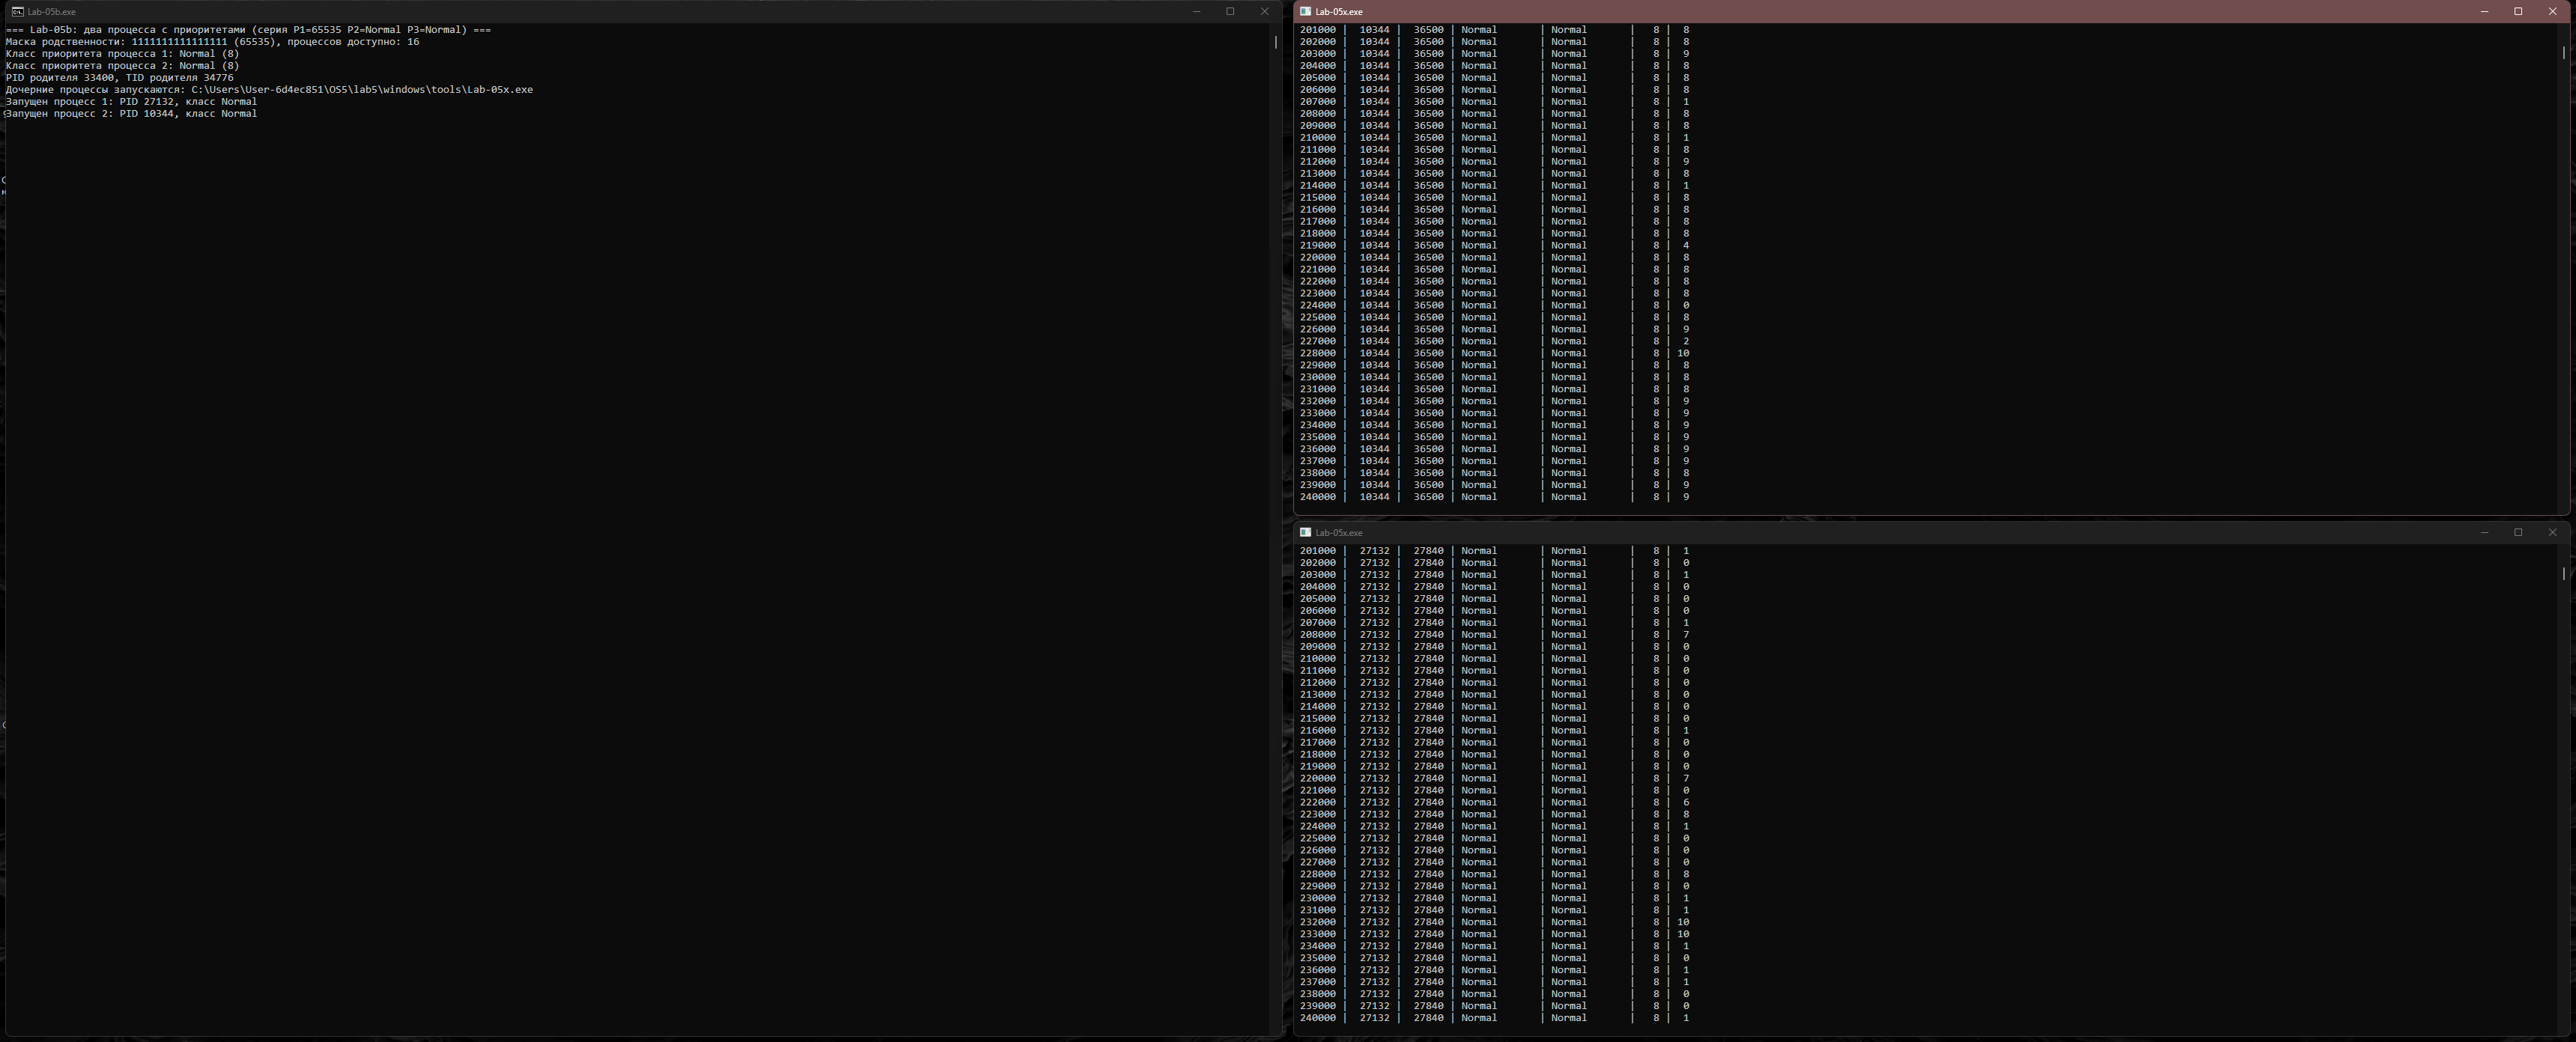 Lab-05b.exe
=== Lab-05b: два процесса с приоритетами (серия P1=65535 P2=Normal P3=Normal) ===
Маска родственности: 1111111111111111 (65535), процессов доступно: 16
Класс приоритета процесса 1: Normal (8)
Класс приоритета процесса 2: Normal (8)
PID родителя 33400, TID родителя 34776
Дочерние процессы запускаются: C:\Users\User-6d4ec851\OS5\lab5\windows\tools\Lab-05x.exe
Запущен процесс 1: PID 27132, класс Normal
Запущен процесс 2: PID 10344, класс Normal
Lab-05x.exe
201000 | 10344 | 36500 | Normal | Normal | 8 | 8
202000 | 10344 | 36500 | Normal | Normal | 8 | 8
203000 | 10344 | 36500 | Normal | Normal | 8 | 9
204000 | 10344 | 36500 | Normal | Normal | 8 | 8
205000 | 10344 | 36500 | Normal | Normal | 8 | 8
206000 | 10344 | 36500 | Normal | Normal | 8 | 8
207000 | 10344 | 36500 | Normal | Normal | 8 | 1
208000 | 10344 | 36500 | Normal | Normal | 8 | 8
209000 | 10344 | 36500 | Normal | Normal | 8 | 8
210000 | 10344 | 36500 | Normal | Normal | 8 | 1
211000 | 10344 | 36500 | Normal | Normal | 8 | 8
212000 | 10344 | 36500 | Normal | Normal | 8 | 9
213000 | 10344 | 36500 | Normal | Normal | 8 | 8
214000 | 10344 | 36500 | Normal | Normal | 8 | 1
215000 | 10344 | 36500 | Normal | Normal | 8 | 8
216000 | 10344 | 36500 | Normal | Normal | 8 | 8
217000 | 10344 | 36500 | Normal | Normal | 8 | 8
218000 | 10344 | 36500 | Normal | Normal | 8 | 8
219000 | 10344 | 36500 | Normal | Normal | 8 | 4
220000 | 10344 | 36500 | Normal | Normal | 8 | 8
221000 | 10344 | 36500 | Normal | Normal | 8 | 8
222000 | 10344 | 36500 | Normal | Normal | 8 | 8
223000 | 10344 | 36500 | Normal | Normal | 8 | 8
224000 | 10344 | 36500 | Normal | Normal | 8 | 0
225000 | 10344 | 36500 | Normal | Normal | 8 | 8
226000 | 10344 | 36500 | Normal | Normal | 8 | 9
227000 | 10344 | 36500 | Normal | Normal | 8 | 2
228000 | 10344 | 36500 | Normal | Normal | 8 | 10
229000 | 10344 | 36500 | Normal | Normal | 8 | 8
230000 | 10344 | 36500 | Normal | Normal | 8 | 8
231000 | 10344 | 36500 | Normal | Normal | 8 | 8
232000 | 10344 | 36500 | Normal | Normal | 8 | 9
233000 | 10344 | 36500 | Normal | Normal | 8 | 9
234000 | 10344 | 36500 | Normal | Normal | 8 | 9
235000 | 10344 | 36500 | Normal | Normal | 8 | 9
236000 | 10344 | 36500 | Normal | Normal | 8 | 9
237000 | 10344 | 36500 | Normal | Normal | 8 | 9
238000 | 10344 | 36500 | Normal | Normal | 8 | 8
239000 | 10344 | 36500 | Normal | Normal | 8 | 9
240000 | 10344 | 36500 | Normal | Normal | 8 | 9
Lab-05x.exe
201000 | 27132 | 27840 | Normal | Normal | 8 | 1
202000 | 27132 | 27840 | Normal | Normal | 8 | 0
203000 | 27132 | 27840 | Normal | Normal | 8 | 1
204000 | 27132 | 27840 | Normal | Normal | 8 | 0
205000 | 27132 | 27840 | Normal | Normal | 8 | 0
206000 | 27132 | 27840 | Normal | Normal | 8 | 0
207000 | 27132 | 27840 | Normal | Normal | 8 | 1
208000 | 27132 | 27840 | Normal | Normal | 8 | 7
209000 | 27132 | 27840 | Normal | Normal | 8 | 0
210000 | 27132 | 27840 | Normal | Normal | 8 | 0
211000 | 27132 | 27840 | Normal | Normal | 8 | 0
212000 | 27132 | 27840 | Normal | Normal | 8 | 0
213000 | 27132 | 27840 | Normal | Normal | 8 | 0
214000 | 27132 | 27840 | Normal | Normal | 8 | 0
215000 | 27132 | 27840 | Normal | Normal | 8 | 0
216000 | 27132 | 27840 | Normal | Normal | 8 | 1
217000 | 27132 | 27840 | Normal | Normal | 8 | 0
218000 | 27132 | 27840 | Normal | Normal | 8 | 0
219000 | 27132 | 27840 | Normal | Normal | 8 | 0
220000 | 27132 | 27840 | Normal | Normal | 8 | 7
221000 | 27132 | 27840 | Normal | Normal | 8 | 0
222000 | 27132 | 27840 | Normal | Normal | 8 | 6
223000 | 27132 | 27840 | Normal | Normal | 8 | 8
224000 | 27132 | 27840 | Normal | Normal | 8 | 1
225000 | 27132 | 27840 | Normal | Normal | 8 | 0
226000 | 27132 | 27840 | Normal | Normal | 8 | 0
227000 | 27132 | 27840 | Normal | Normal | 8 | 0
228000 | 27132 | 27840 | Normal | Normal | 8 | 8
229000 | 27132 | 27840 | Normal | Normal | 8 | 0
230000 | 27132 | 27840 | Normal | Normal | 8 | 1
231000 | 27132 | 27840 | Normal | Normal | 8 | 1
232000 | 27132 | 27840 | Normal | Normal | 8 | 10
233000 | 27132 | 27840 | Normal | Normal | 8 | 10
234000 | 27132 | 27840 | Normal | Normal | 8 | 1
235000 | 27132 | 27840 | Normal | Normal | 8 | 0
236000 | 27132 | 27840 | Normal | Normal | 8 | 1
237000 | 27132 | 27840 | Normal | Normal | 8 | 1
238000 | 27132 | 27840 | Normal | Normal | 8 | 0
239000 | 27132 | 27840 | Normal | Normal | 8 | 0
240000 | 27132 | 27840 | Normal | Normal | 8 | 1